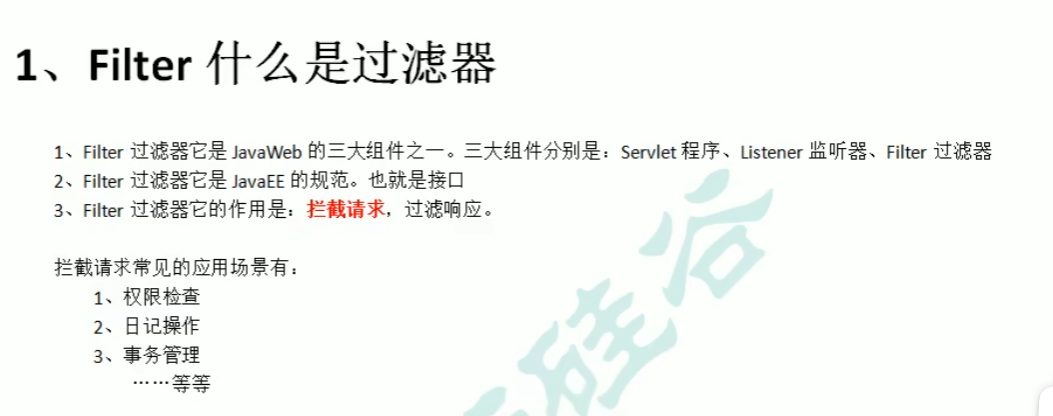 1、Filter 什么是过滤器
1、Filter 过滤器它是 JavaWeb 的三大组件之一。三大组件分别是：Servlet 程序、Listener 监听器、Filter 过滤器
2、Filter 过滤器它是 JavaEE 的规范。也就是接口
3、Filter 过滤器它的作用是：拦截请求，过滤响应。
拦截请求常见的应用场景有：
1、权限检查
2、日记操作
3、事务管理
……等等
硅谷